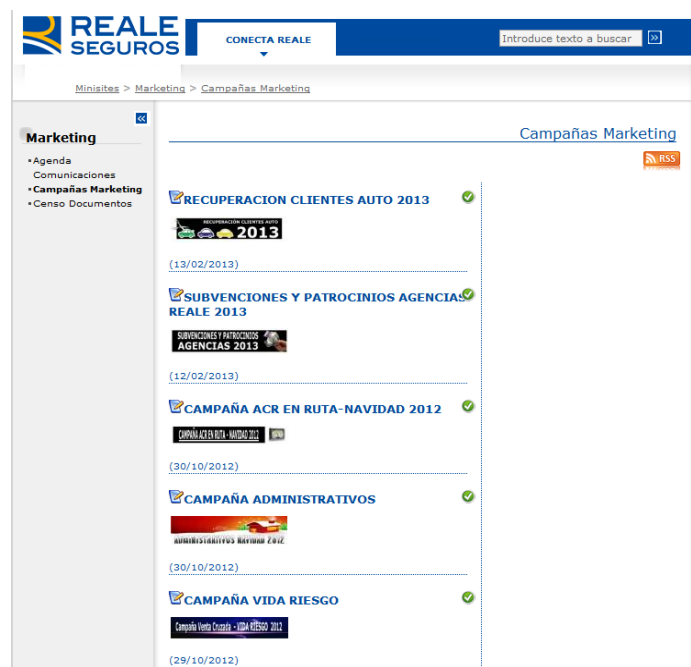 REALE
SEGUROS
CONECTA REALE
Introduce texto a buscar
Minisites > Marketing > Campañas Marketing
Marketing
Agenda
Comunicaciones
Campañas Marketing
Censo Documentos
Campañas Marketing
RSS
RECUPERACION CLIENTES AUTO 2013
RECUPERACIÓN CLIENTES AUTO
2013
(13/02/2013)
SUBVENCIONES Y PATROCINIOS AGENCIAS
REALE 2013
SUBVENCIONES Y PATROCINIOS
AGENCIAS 2013
(12/02/2013)
CAMPAÑA ACR EN RUTA-NAVIDAD 2012
CAMPAÑA ACR EN RUTA - NAVIDAD 2012
(30/10/2012)
CAMPAÑA ADMINISTRATIVOS
ADMINISTRATIVOS NAVIDAD 2012
(30/10/2012)
CAMPAÑA VIDA RIESGO
Campaña Venta Cruzada - VIDA RIESGO 2012
(29/10/2012)